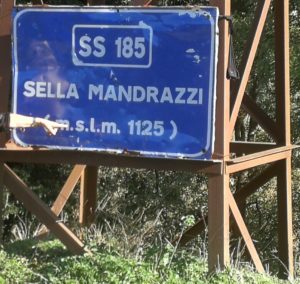 SS 185
SELLA MANDRAZZI
(m.s.l.m. 1125)